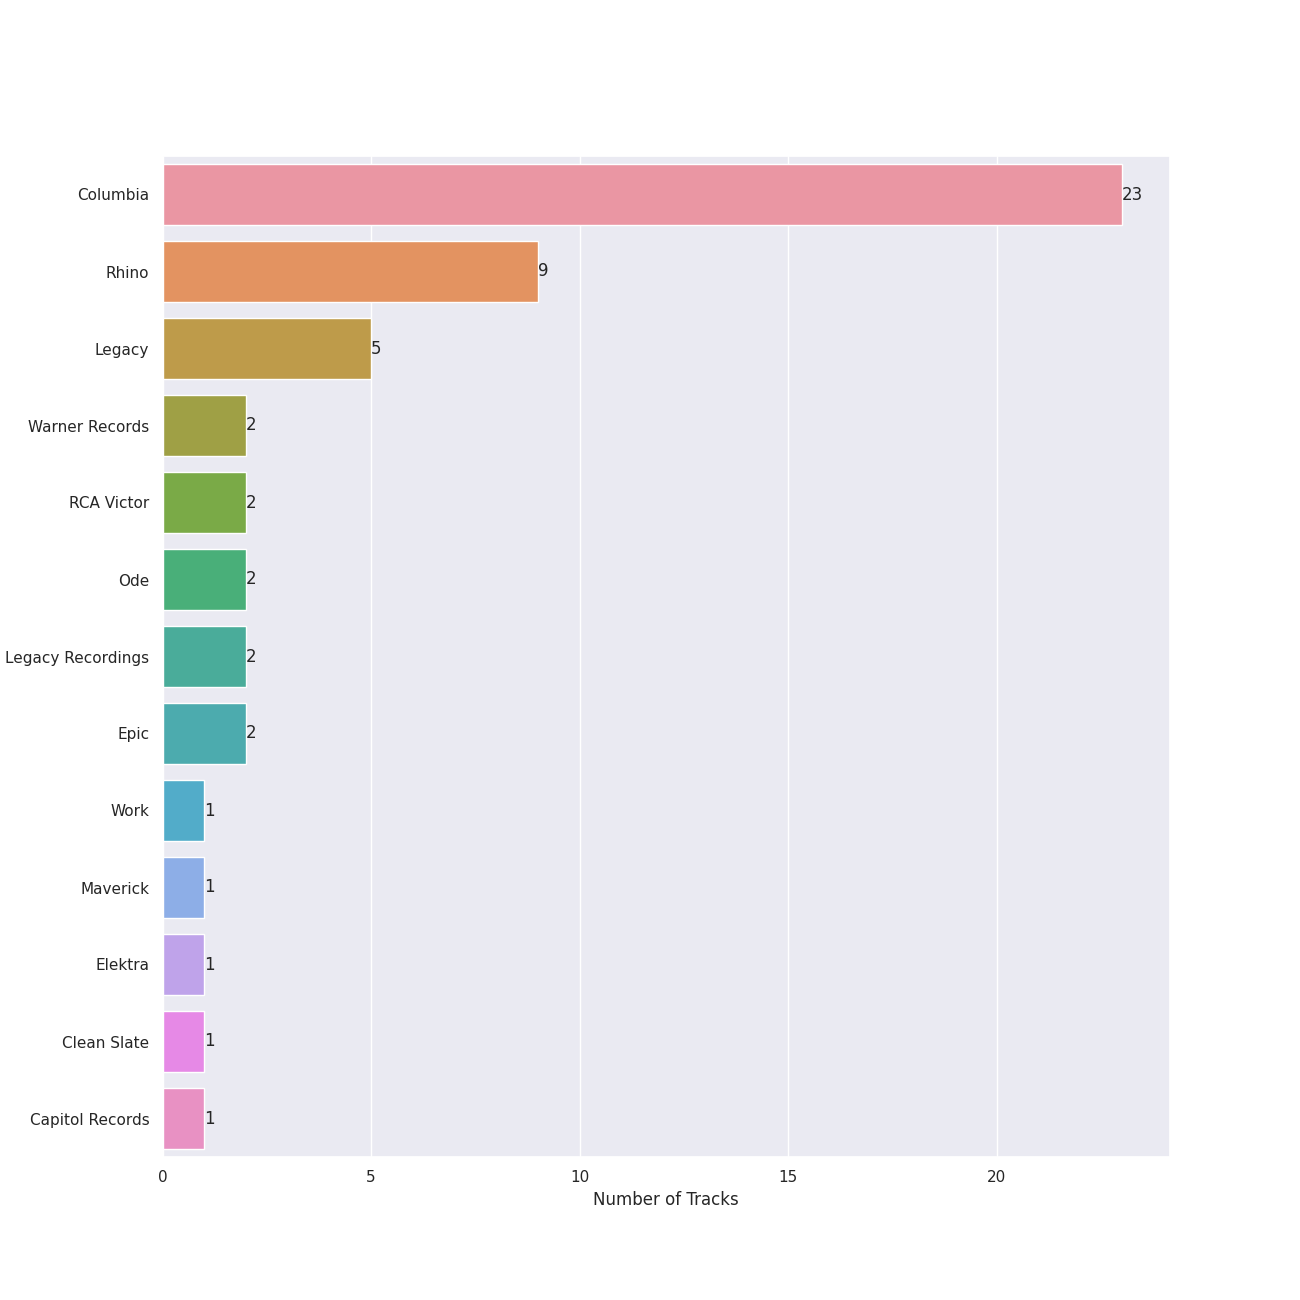 Columbia 23
Rhino 9
Legacy 5
Warner Records 2
RCA Victor 2
Ode 2
Legacy Recordings 2
Epic 2
Work 1
Maverick 1
Elektra 1
Clean Slate 1
Capitol Records 1
0 5 10 15 20
Number of Tracks